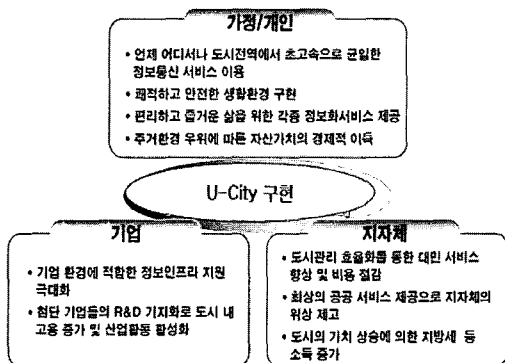 가정/개인
• 언제 어디서나 도시전역에서 초고속으로 균일한
정보통신 서비스 이용
• 쾌적하고 안전한 생활환경 구현
• 편리하고 즐거운 삶을 위한 각종 정보화서비스 제공
• 주거환경 우위에 따른 자산가치의 경제적 이득
U-City 구현
기업
• 기업 환경에 적합한 정보인프라 지원
극대화
• 첨단 기업들의 R&D 기지화로 도시 내
고용 증가 및 산업활동 활성화
지자체
• 도시관리 효율화를 통한 대민 서비스
향상 및 비용 절감
• 최상의 공공 서비스 제공으로 지자체의
위상 제고
• 도시의 가치 상승에 의한 지방세 등
소득 증가